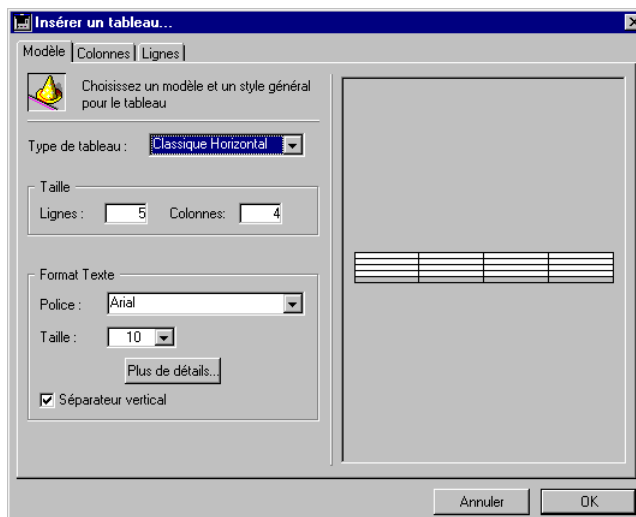 Insérer un tableau...
Modèle Colonnes Lignes
Choisissez un modèle et un style général
pour le tableau
Type de tableau : Classique Horizontal
Taille
Lignes : 5 Colonnes: 4
Format Texte
Police : Arial
Taille : 10
Plus de détails...
Séparateur vertical
Annuler OK